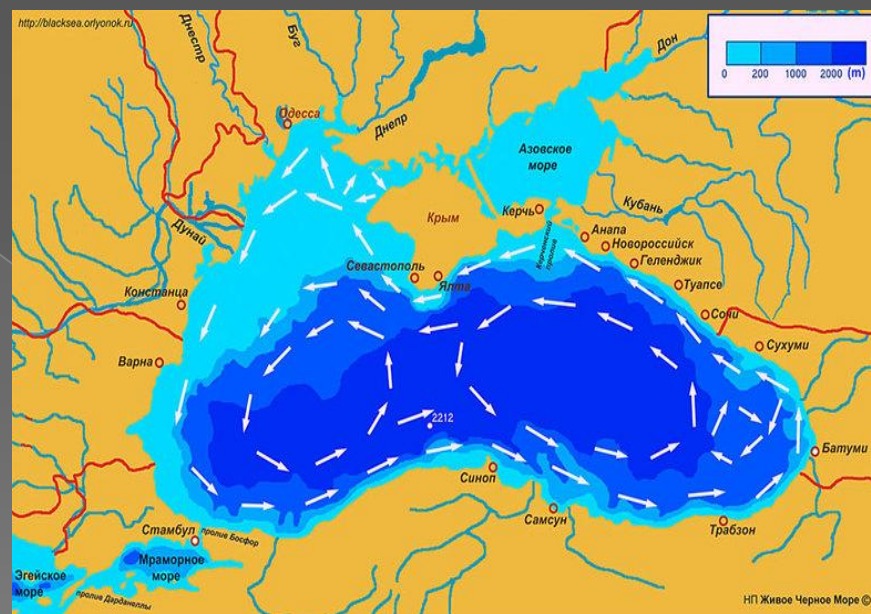 http://blacksea.orlyonok.ru
Днестр
Буг
Дон
0 200 1000 2000 (m)
Одесса
Днепр
Азовское
море
Кубань
Крым
Керчь
Керченский
пролив
Анапа
Новороссийск
Геленджик
Дунай
Севастополь
Ялта
Туапсе
Констанца
Сочи
Сухуми
Варна
2212
Батуми
Синоп
Самсун
Трабзон
Стамбул
пролив Босфор
Мраморное
море
Эгейское
море
пролив Дарданеллы
НП Живое Черное Море ©